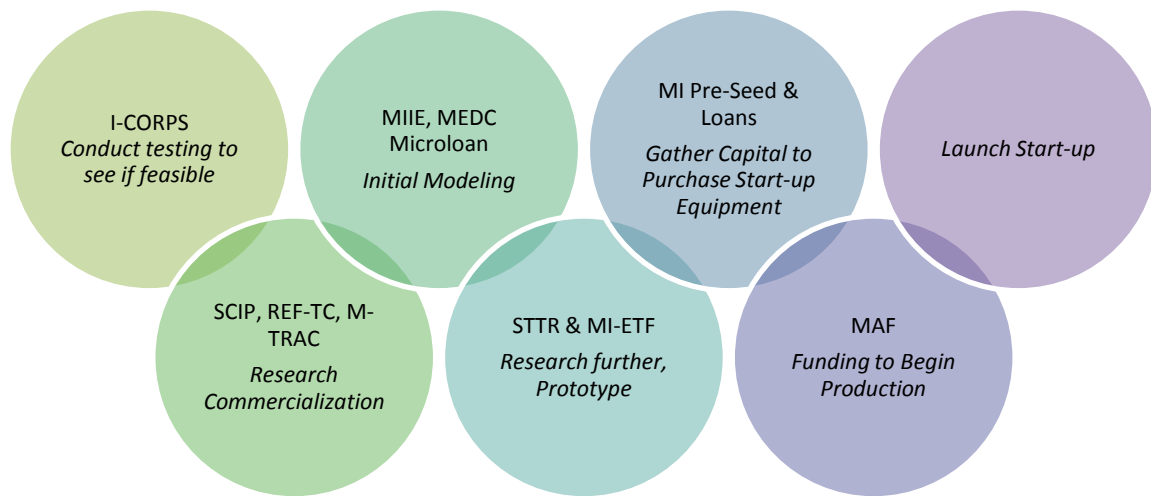 I-CORPS
Conduct testing to
see if feasible
SCIP, REF-TC, M-
TRAC
Research
Commercialization
MIIE, MEDC
Microloan
Initial Modeling
STTR & MI-ETF
Research further,
Prototype
MI Pre-Seed &
Loans
Gather Capital to
Purchase Start-up
Equipment
MAF
Funding to Begin
Production
Launch Start-up